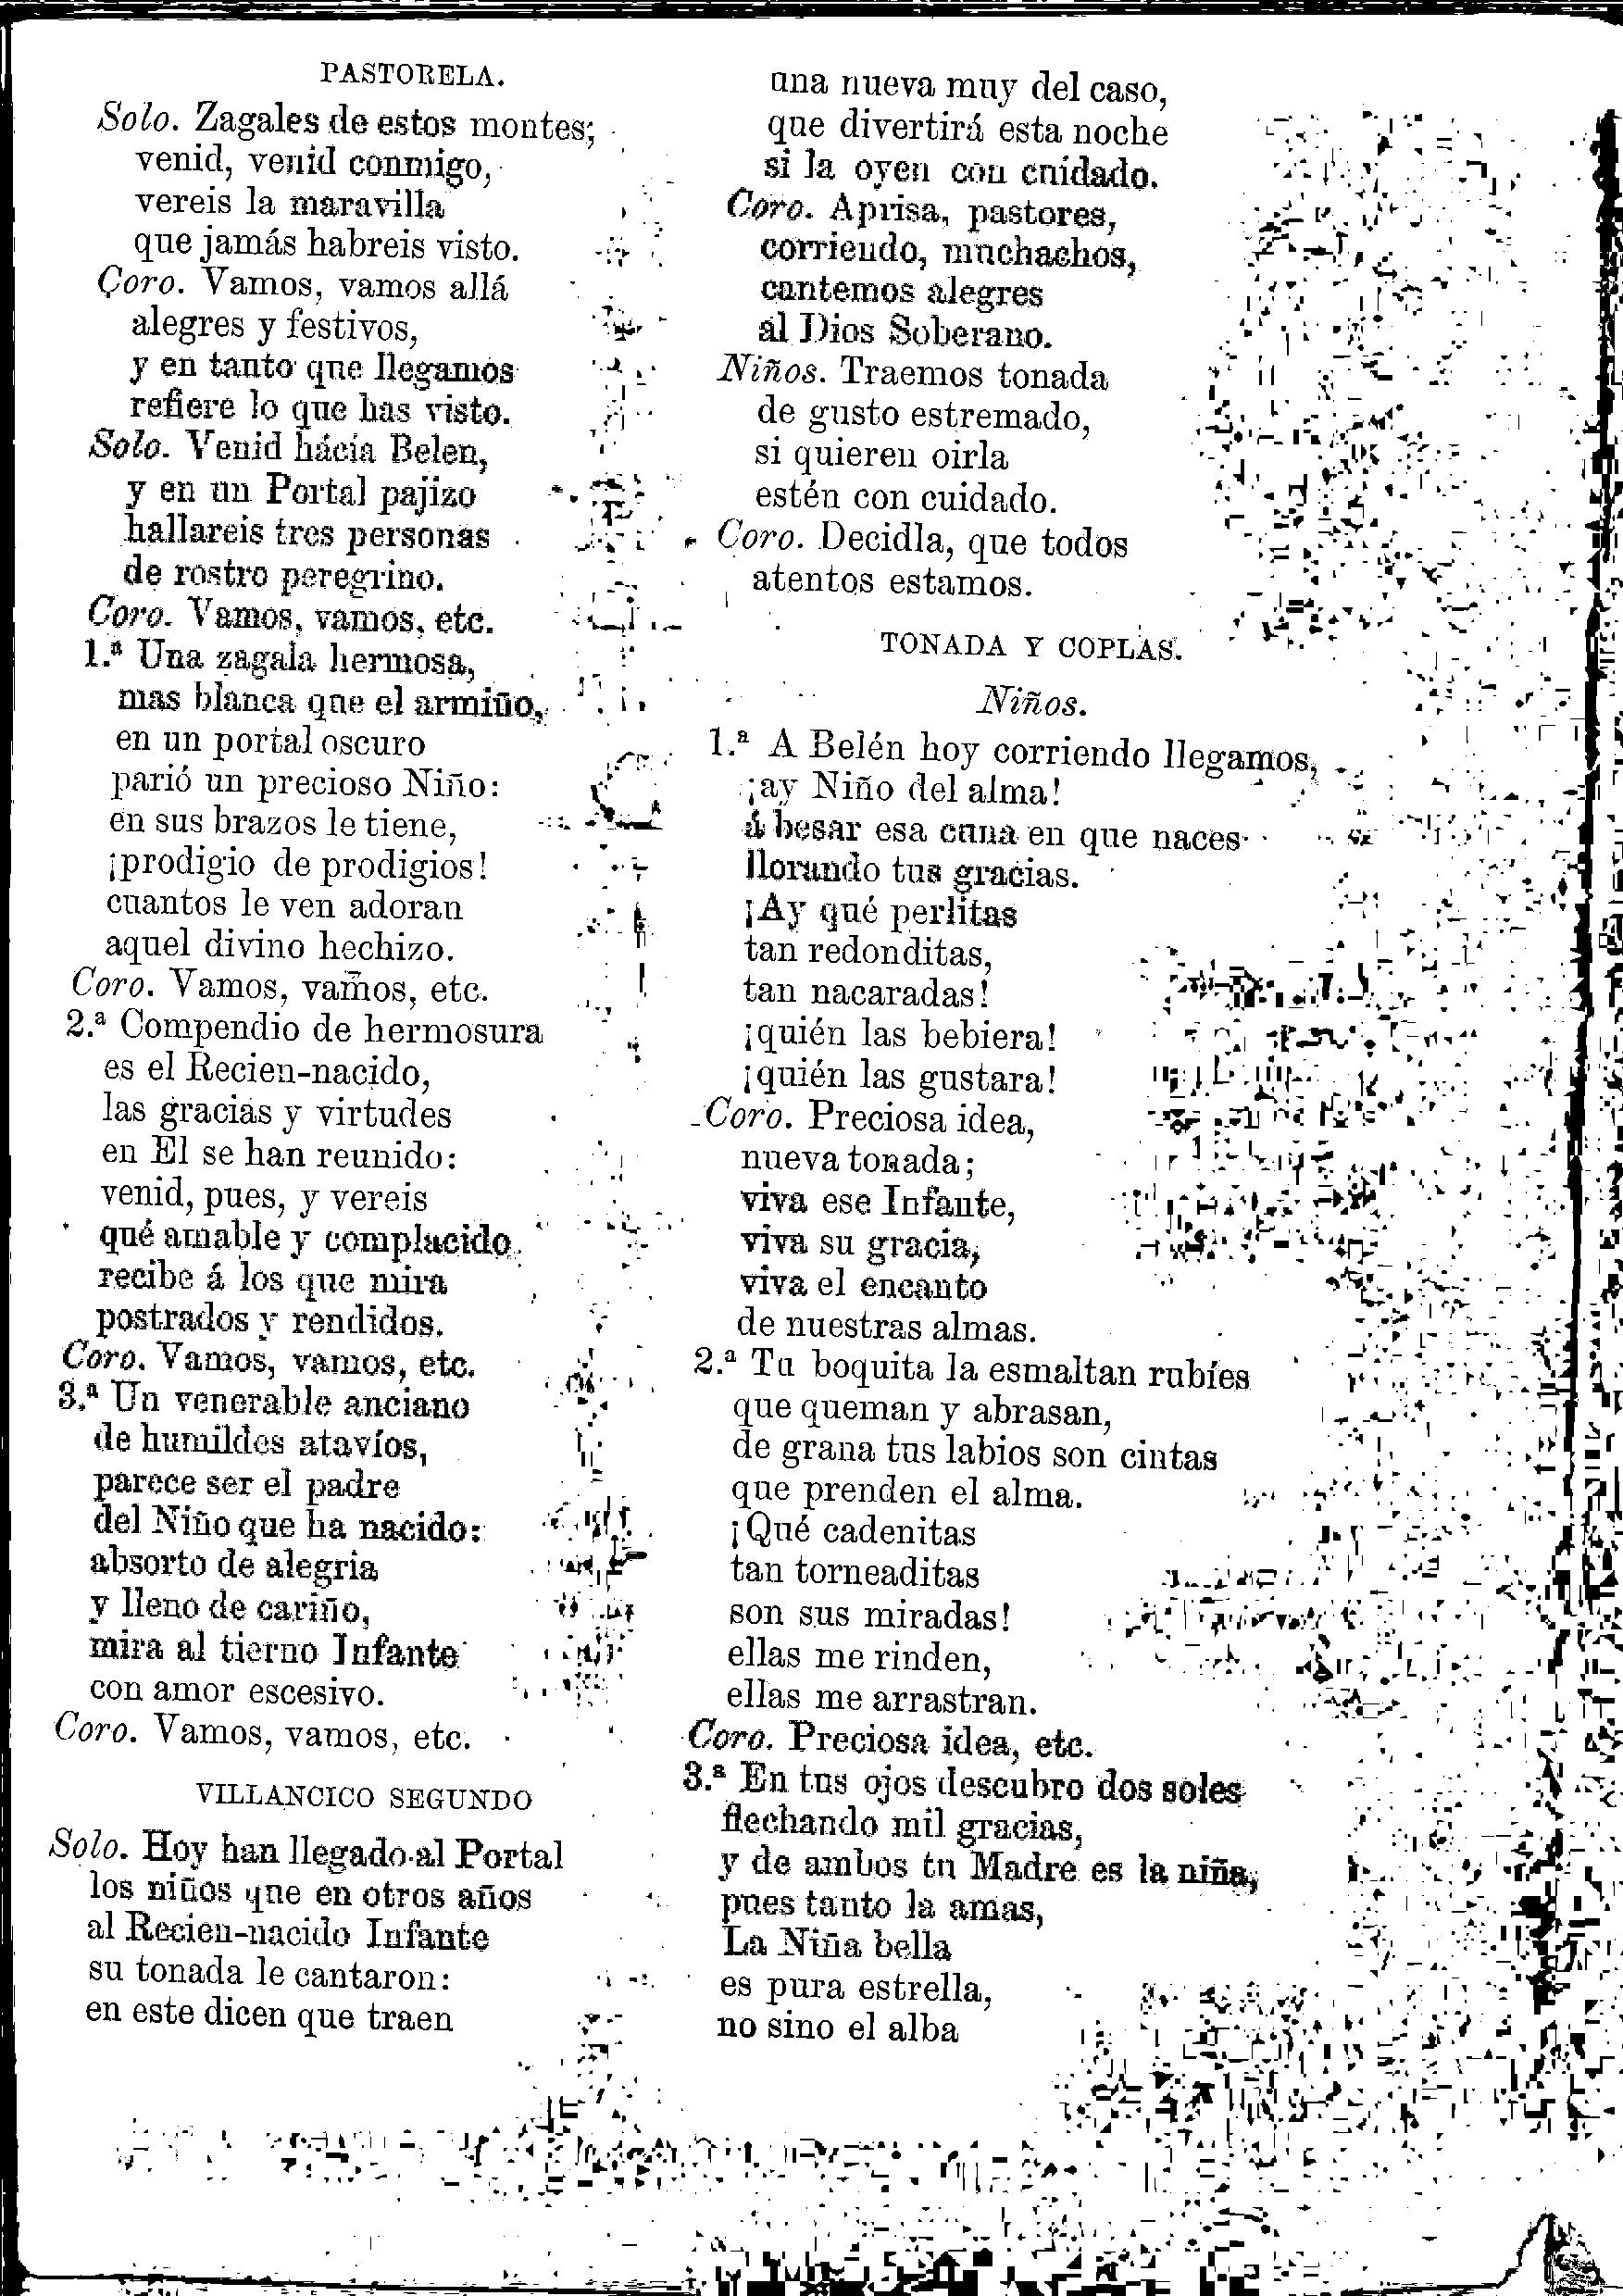 PASTORELA.
Solo. Zagales de estos montes;
venid, venid conmigo,
vereis la maravilla
que jamás habreis visto.
Coro. Vamos, vamos allá
alegres y festivos,
y en tanto que llegamos
refiere lo que has visto.
Solo. Venid hácia Belen,
y en un Portal pajizo
hallareis tres personas
de rostro peregrino.
Coro. Vamos, vamos, etc.
1.ª Una zagala hermosa,
mas blanca que el armiño,
en un portal oscuro
parió un precioso Niño:
en sus brazos le tiene,
¡prodigio de prodigios!
cuantos le ven adoran
aquel divino hechizo.
Coro. Vamos, vamos, etc.
2.ª Compendio de hermosura
es el Recien-nacido,
las gracias y virtudes
en El se han reunido:
venid, pues, y vereis
qué amable y complacido
recibe á los que mira
postrados y rendidos.
Coro. Vamos, vamos, etc.
3.ª Un venerable anciano
de humildes atavíos,
parece ser el padre
del Niño que ha nacido:
absorto de alegria
y lleno de cariño,
mira al tierno Infante
con amor escesivo.
Coro. Vamos, vamos, etc.
VILLANCICO SEGUNDO
Solo. Hoy han llegado al Portal
los niños que en otros años
al Recien-nacido Infante
su tonada le cantaron:
en este dicen que traen
una nueva muy del caso,
que divertirá esta noche
si la oyen con cuidado.
Coro. Aprisa, pastores,
corriendo, muchachos,
cantemos alegres
al Dios Soberano.
Niños. Traemos tonada
de gusto estremado,
si quieren oirla
estén con cuidado.
Coro. Decidla, que todos
atentos estamos.
TONADA Y COPLAS.
Niños.
1.ª A Belén hoy corriendo llegamos,
¡ay Niño del alma!
á besar esa cuna en que naces
llorando tus gracias.
¡Ay qué perlitas
tan redonditas,
tan nacaradas!
¡quién las bebiera!
¡quién las gustara!
Coro. Preciosa idea,
nueva tonada;
viva ese Infante,
viva su gracia,
viva el encanto
de nuestras almas.
2.ª Tu boquita la esmaltan rubíes
que queman y abrasan,
de grana tus labios son cintas
que prenden el alma.
¡Qué cadenitas
tan torneaditas
son sus miradas!
ellas me rinden,
ellas me arrastran.
Coro. Preciosa idea, etc.
3.ª En tus ojos descubro dos soles
flechando mil gracias,
y de ambos tu Madre es la niña,
pues tanto la amas,
La Niña bella
es pura estrella,
no sino el alba